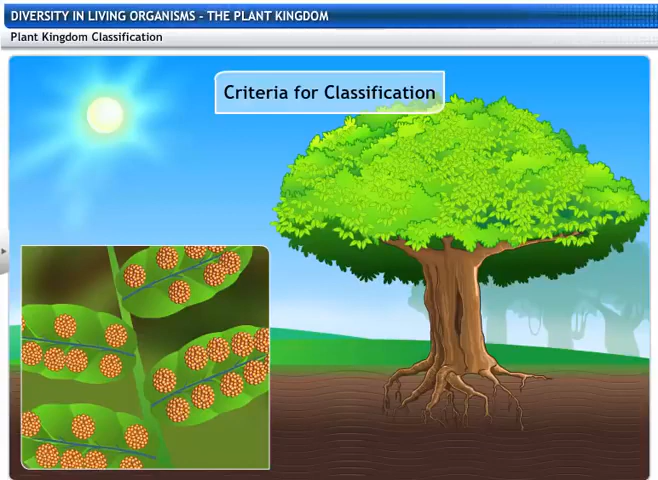 DIVERSITY IN LIVING ORGANISMS - THE PLANT KINGDOM
Plant Kingdom Classification
Criteria for Classification